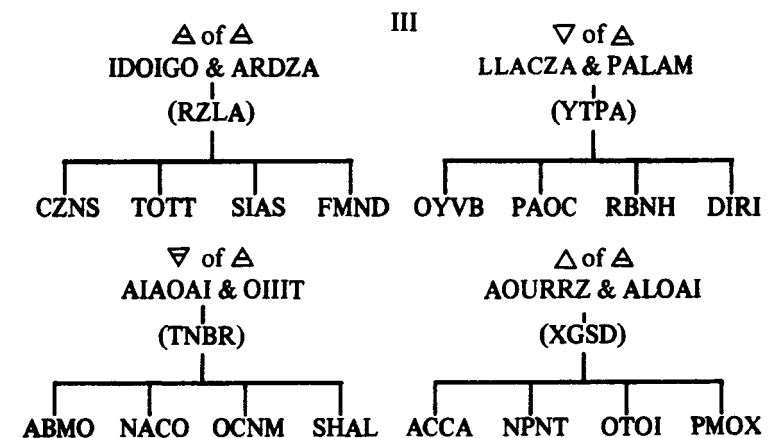 III
🜁 of 🜁
IDOIGO & ARDZA
(RZLA)
CZNS TOTT SIAS FMND
▽ of 🜁
LLACZA & PALAM
(YTPA)
OYVB PAOC RBNH DIRI
🜃 of 🜁
AIAOAI & OIIIT
(TNBR)
ABMO NACO OCNM SHAL
△ of 🜁
AOURRZ & ALOAI
(XGSD)
ACCA NPNT OTOI PMOX